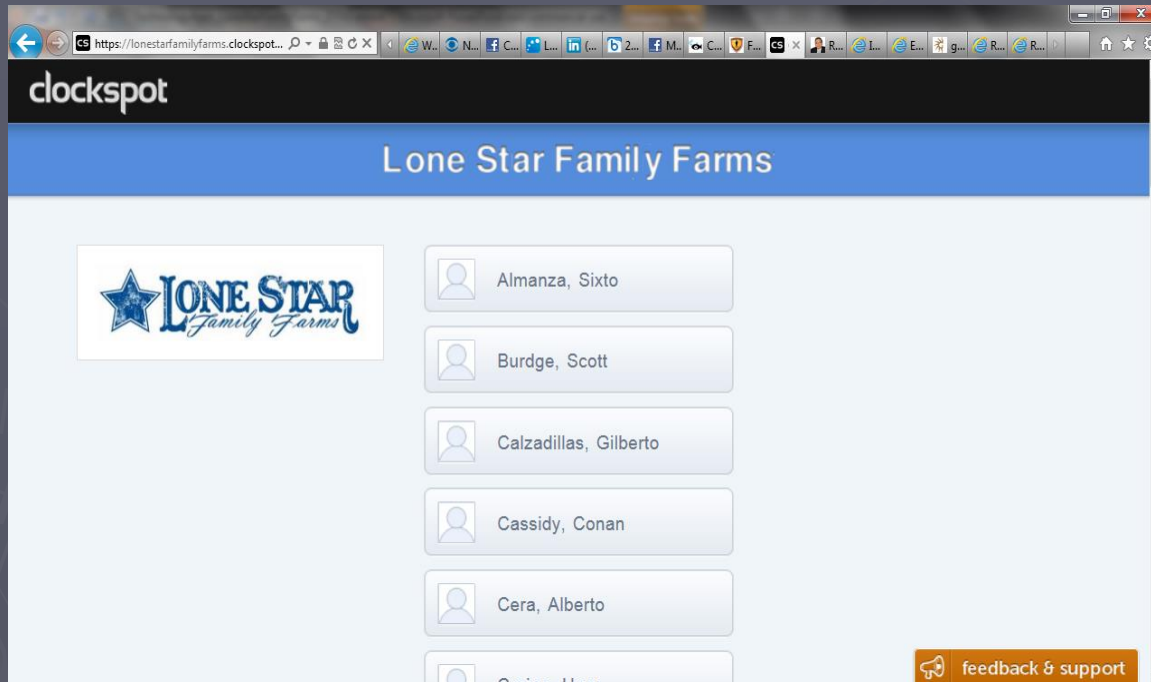 https://lonestarfamilyfarms.clockspot...
W... N... C... L... (... 2... M... C... F... R... I... E... g... R... R...
clockspot
Lone Star Family Farms
LONE STAR
Family Farms
Almanza, Sixto
Burdge, Scott
Calzadillas, Gilberto
Cassidy, Conan
Cera, Alberto
feedback & support